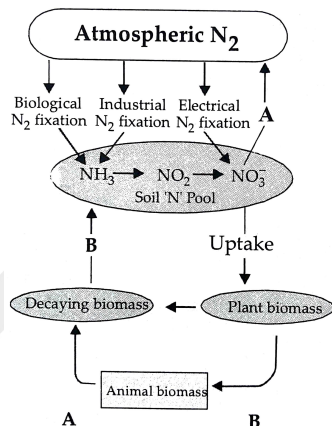 Atmospheric N2
Biological Industrial Electrical A
N2 fixation N2 fixation N2 fixation
NH3 NO2 NO3-
Soil 'N' Pool
B Uptake
Decaying biomass Plant biomass
Animal biomass
A B